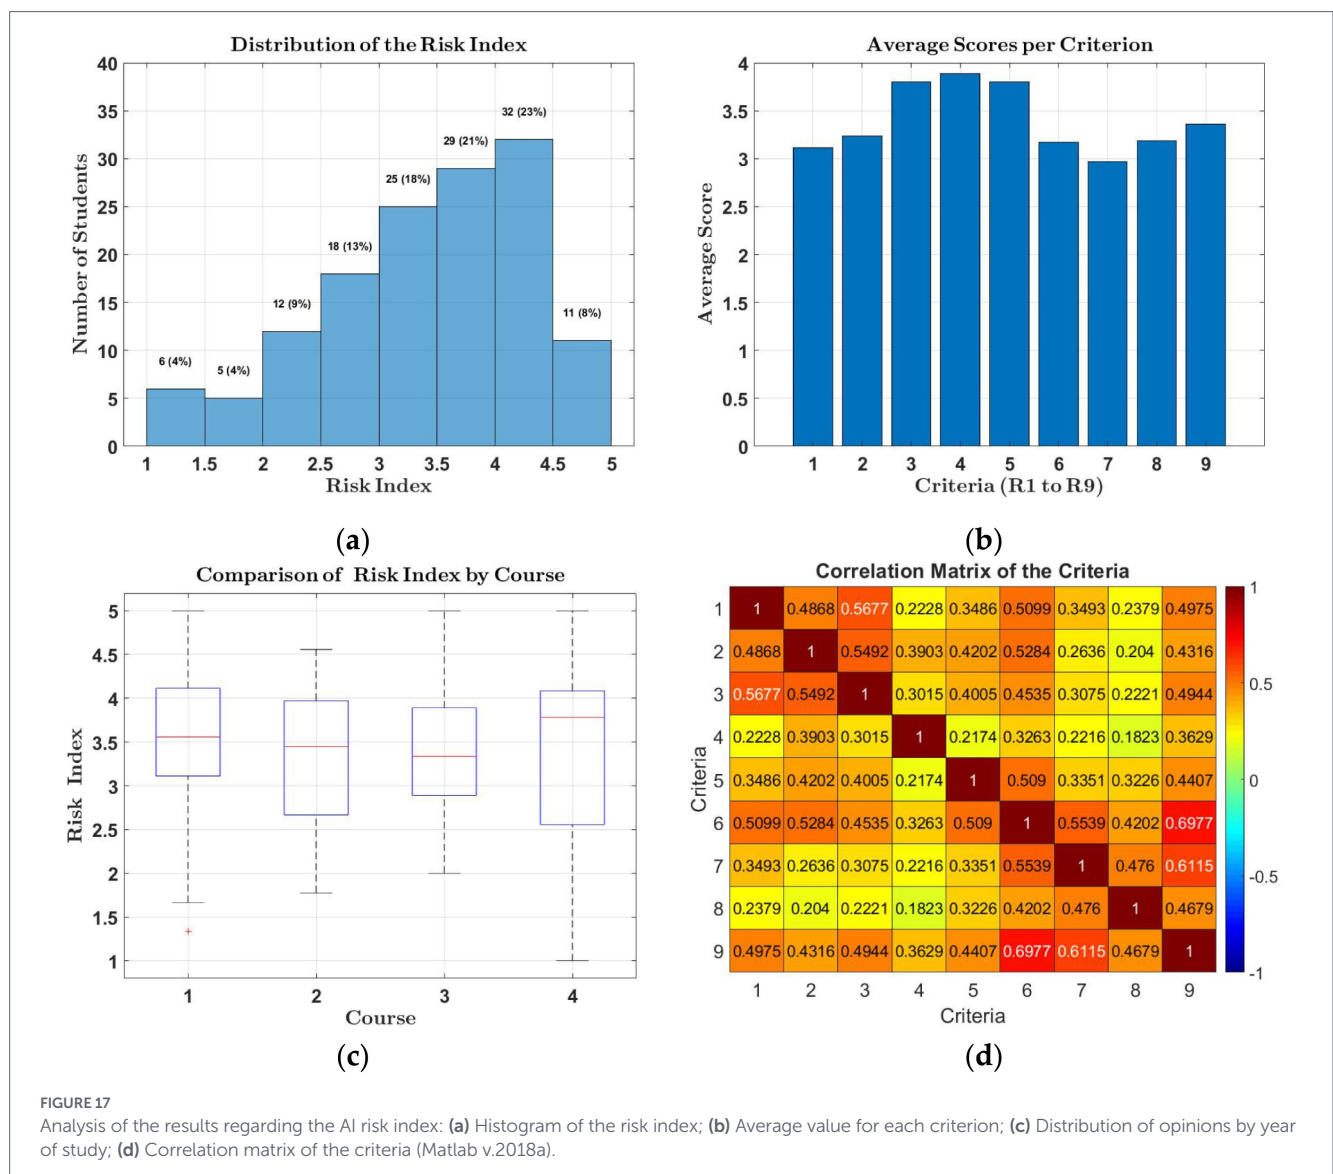 Distribution of the Risk Index
40
35
30
25
20
15
10
5
0
Number of Students
6 (4%)
5 (4%)
12 (9%)
18 (13%)
25 (18%)
29 (21%)
32 (23%)
11 (8%)
1 1.5 2 2.5 3 3.5 4 4.5 5
Risk Index
(a)
Average Scores per Criterion
4
3.5
3
2.5
2
1.5
1
0.5
0
Average Score
1 2 3 4 5 6 7 8 9
Criteria (R1 to R9)
(b)
Comparison of Risk Index by Course
5
4.5
4
3.5
3
2.5
2
1.5
1
Risk Index
1 2 3 4
Course
(c)
Correlation Matrix of the Criteria
Criteria
1 1 0.4868 0.5677 0.2228 0.3486 0.5099 0.3493 0.2379 0.4975
2 0.4868 1 0.5492 0.3903 0.4202 0.5284 0.2636 0.204 0.4316
3 0.5677 0.5492 1 0.3015 0.4005 0.4535 0.3075 0.2221 0.4944
4 0.2228 0.3903 0.3015 1 0.2174 0.3263 0.2216 0.1823 0.3629
5 0.3486 0.4202 0.4005 0.2174 1 0.509 0.3351 0.3226 0.4407
6 0.5099 0.5284 0.4535 0.3263 0.509 1 0.5539 0.4202 0.6977
7 0.3493 0.2636 0.3075 0.2216 0.3351 0.5539 1 0.476 0.6115
8 0.2379 0.204 0.2221 0.1823 0.3226 0.4202 0.476 1 0.4679
9 0.4975 0.4316 0.4944 0.3629 0.4407 0.6977 0.6115 0.4679 1
1 2 3 4 5 6 7 8 9
Criteria
1
0.5
0
-0.5
-1
(d)
FIGURE 17
Analysis of the results regarding the AI risk index: (a) Histogram of the risk index; (b) Average value for each criterion; (c) Distribution of opinions by year
of study; (d) Correlation matrix of the criteria (Matlab v.2018a).